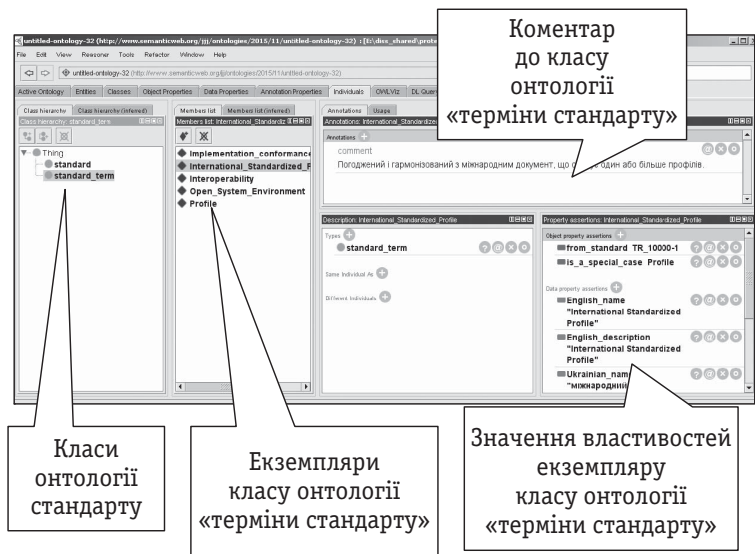 Коментар
до класу
онтології
«терміни стандарту»
untitled-ontology-32 (http://www.semanticweb.org/jjj/ontologies/2015/11/untitled-ontology-32) : [E:\diss_shared\prote
File Edit View Reasoner Tools Refactor Window Help
untitled-ontology-32 (http://www.semanticweb.org/jjj/ontologies/2015/11/untitled-ontology-32)
Active Ontology Entities Classes Object Properties Data Properties Annotation Properties Individuals OWLViz DL Query
Class hierarchy Class hierarchy (inferred)
Class hierarchy: standard_term
Thing
standard
standard_term
Members list Members list (inferred)
Members list: International_Standardiz
Implementation_conformance
International_Standardized_P
Interoperability
Open_System_Environment
Profile
Annotations Usage
Annotations: International_Standardized
Annotations
comment
Погоджений і гармонізований з міжнародним документ, що один або більше профілів.
Description: International_Standardized_Profile
Types
standard_term
Same Individual As
Different Individuals
Property assertions: International_Standardized_Profile
Object property assertions
from_standard TR_10000-1
is_a_special_case Profile
Data property assertions
English_name
"International Standardized
Profile"
English_description
"International Standardized
Profile"
Ukrainian_name
"міжнародний
Класи
онтології
стандарту
Екземпляри
класу онтології
«терміни стандарту»
Значення властивостей
екземпляру
класу онтології
«терміни стандарту»